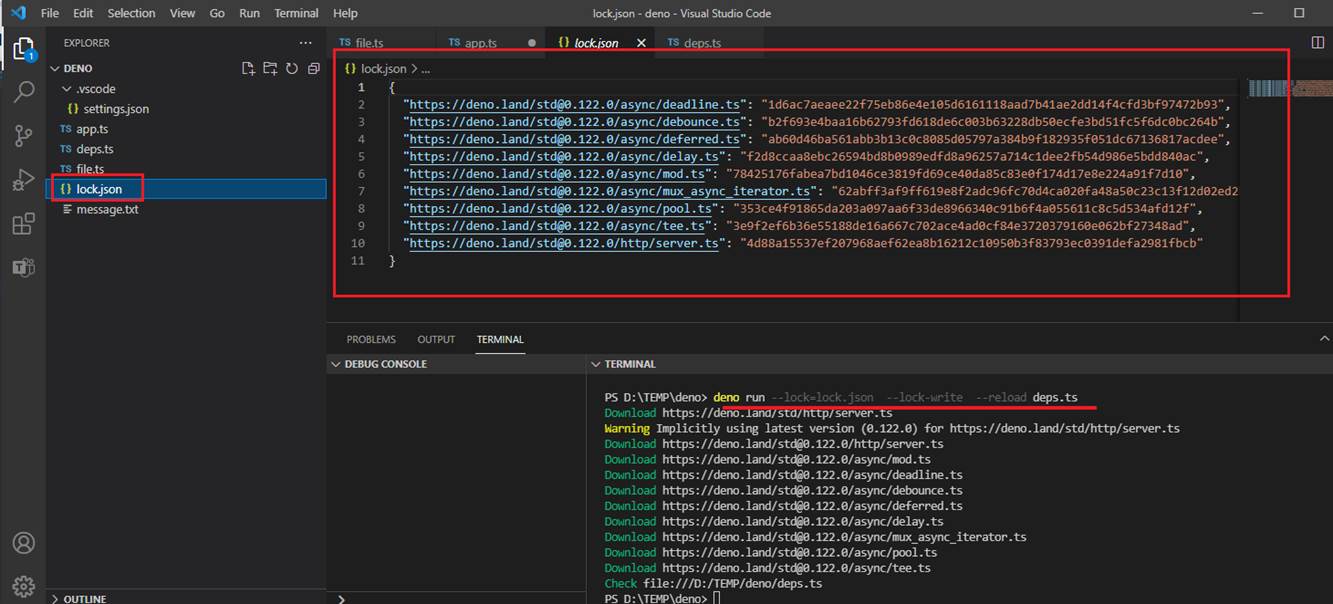 File Edit Selection View Go Run Terminal Help
lock.json - deno - Visual Studio Code
EXPLORER
1
DENO
.vscode
{} settings.json
TS app.ts
TS deps.ts
TS file.ts
{} lock.json
message.txt
OUTLINE
TS file.ts
TS app.ts
{} lock.json
TS deps.ts
{} lock.json > ...
1 {
2 "https://deno.land/std@0.122.0/async/deadline.ts": "1d6ac7aeaee22f75eb86e4e105d6161118aad7b41ae2dd14f4cfd3bf97472b93",
3 "https://deno.land/std@0.122.0/async/debounce.ts": "b2f693e4baa16b62793fd618de6c003b63228db50ecfe3bd51fc5f6dc0bc264b",
4 "https://deno.land/std@0.122.0/async/deferred.ts": "ab60d46ba561abb3b13c0c8085d05797a384b9f182935f051dc67136817acdee",
5 "https://deno.land/std@0.122.0/async/delay.ts": "f2d8ccaa8ebc26594bd8b0989edfd8a96257a714c1dee2fb54d986e5bdd840ac",
6 "https://deno.land/std@0.122.0/async/mod.ts": "78425176fabea7bd1046ce3819fd69ce40da85c83e0f174d17e8e224a91f7d10",
7 "https://deno.land/std@0.122.0/async/mux_async_iterator.ts": "62abff3af9ff619e8f2adc96fc70d4ca020fa48a50c23c13f12d02ed2
8 "https://deno.land/std@0.122.0/async/pool.ts": "353ce4f91865da203a097aa6f33de8966340c91b6f4a055611c8c5d534afd12f",
9 "https://deno.land/std@0.122.0/async/tee.ts": "3e9f2ef6b36e55188de16a667c702ace4ad0cf84e3720379160e062bf27348ad",
10 "https://deno.land/std@0.122.0/http/server.ts": "4d88a15537ef207968aef62ea8b16212c10950b3f83793ec0391defa2981fbcb"
11 }
PROBLEMS OUTPUT TERMINAL
DEBUG CONSOLE
TERMINAL
PS D:\TEMP\deno> deno run --lock=lock.json --lock-write --reload deps.ts
Download https://deno.land/std/http/server.ts
Warning Implicitly using latest version (0.122.0) for https://deno.land/std/http/server.ts
Download https://deno.land/std@0.122.0/http/server.ts
Download https://deno.land/std@0.122.0/async/mod.ts
Download https://deno.land/std@0.122.0/async/deadline.ts
Download https://deno.land/std@0.122.0/async/debounce.ts
Download https://deno.land/std@0.122.0/async/deferred.ts
Download https://deno.land/std@0.122.0/async/delay.ts
Download https://deno.land/std@0.122.0/async/mux_async_iterator.ts
Download https://deno.land/std@0.122.0/async/pool.ts
Download https://deno.land/std@0.122.0/async/tee.ts
Check file:///D:/TEMP/deno/deps.ts
PS D:\TEMP\deno>